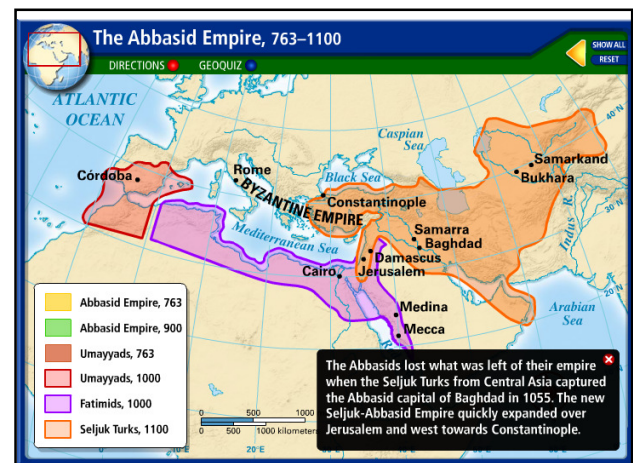 The Abbasid Empire, 763–1100
SHOW ALL
RESET
DIRECTIONS
GEOQUIZ
ATLANTIC
OCEAN
Caspian
Sea
40°N
Samarkand
Bukhara
Rome
Córdoba
Black Sea
BYZANTINE EMPIRE
Constantinople
Indus R.
30°N
Samarra
Baghdad
Mediterranean Sea
Damascus
Cairo
Jerusalem
Arabian
Sea
20°N
Medina
Mecca
Abbasid Empire, 763
Abbasid Empire, 900
Umayyads, 763
Umayyads, 1000
Fatimids, 1000
Seljuk Turks, 1100
0 500 1000
0 500 1000 kilometer
The Abbasids lost what was left of their empire
when the Seljuk Turks from Central Asia captured
the Abbasid capital of Baghdad in 1055. The new
Seljuk-Abbasid Empire quickly expanded over
Jerusalem and west towards Constantinople.
20°E